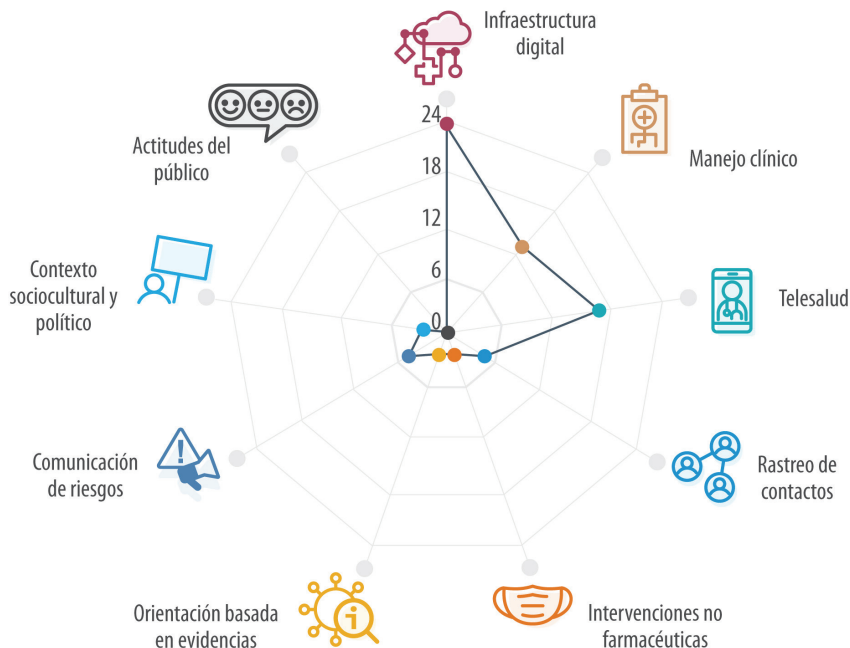 Infraestructura
digital
Manejo clínico
Telesalud
Rastreo de
contactos
Intervenciones no
farmacéuticas
Orientación basada
en evidencias
Comunicación
de riesgos
Contexto
sociocultural y
político
Actitudes del
público
24
18
12
6
0